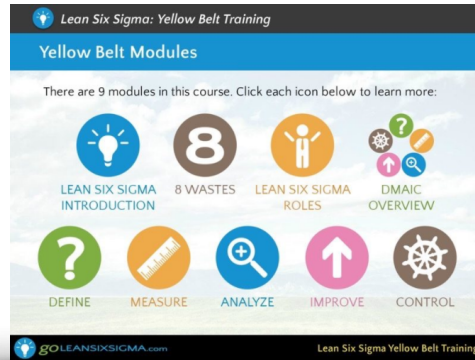 Lean Six Sigma: Yellow Belt Training
Yellow Belt Modules
There are 9 modules in this course. Click each icon below to learn more:
8
?
LEAN SIX SIGMA
INTRODUCTION
8 WASTES
LEAN SIX SIGMA
ROLES
DMAIC
OVERVIEW
?
DEFINE
MEASURE
ANALYZE
IMPROVE
CONTROL
goLEANSIXSIGMA.com
Lean Six Sigma Yellow Belt Training